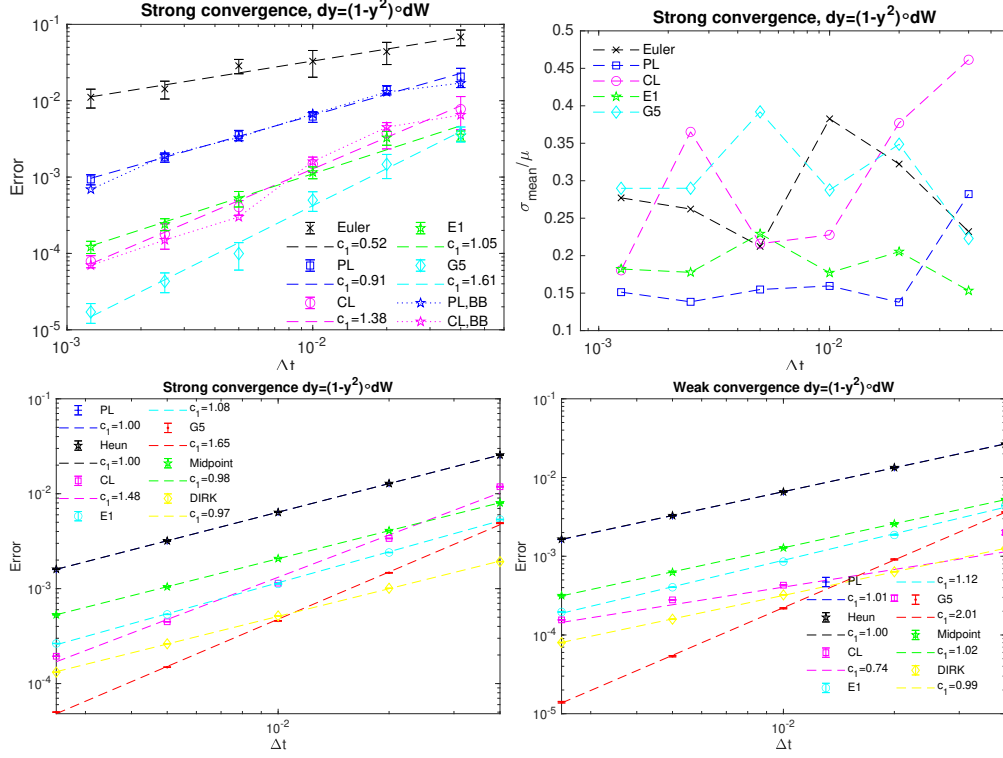 Strong convergence, dy=(1-y²)∘dW
Error
10⁻¹
10⁻²
10⁻³
10⁻⁴
10⁻⁵
10⁻³
10⁻²
Δt
Euler
c₁=0.52
PL
c₁=0.91
CL
c₁=1.38
E1
c₁=1.05
G5
c₁=1.61
PL,BB
CL,BB
Strong convergence, dy=(1-y²)∘dW
σmean/μ
0.5
0.45
0.4
0.35
0.3
0.25
0.2
0.15
0.1
10⁻³
10⁻²
Δt
Euler
PL
CL
E1
G5
Strong convergence dy=(1-y²)∘dW
Error
10⁻¹
10⁻²
10⁻³
10⁻⁴
10⁻²
Δt
PL
c₁=1.00
Heun
c₁=1.00
CL
c₁=1.48
E1
c₁=1.08
G5
c₁=1.65
Midpoint
c₁=0.98
DIRK
c₁=0.97
Weak convergence dy=(1-y²)∘dW
Error
10⁻¹
10⁻²
10⁻³
10⁻⁴
10⁻⁵
10⁻²
Δt
PL
c₁=1.01
Heun
c₁=1.00
CL
c₁=0.74
E1
c₁=1.12
G5
c₁=2.01
Midpoint
c₁=1.02
DIRK
c₁=0.99